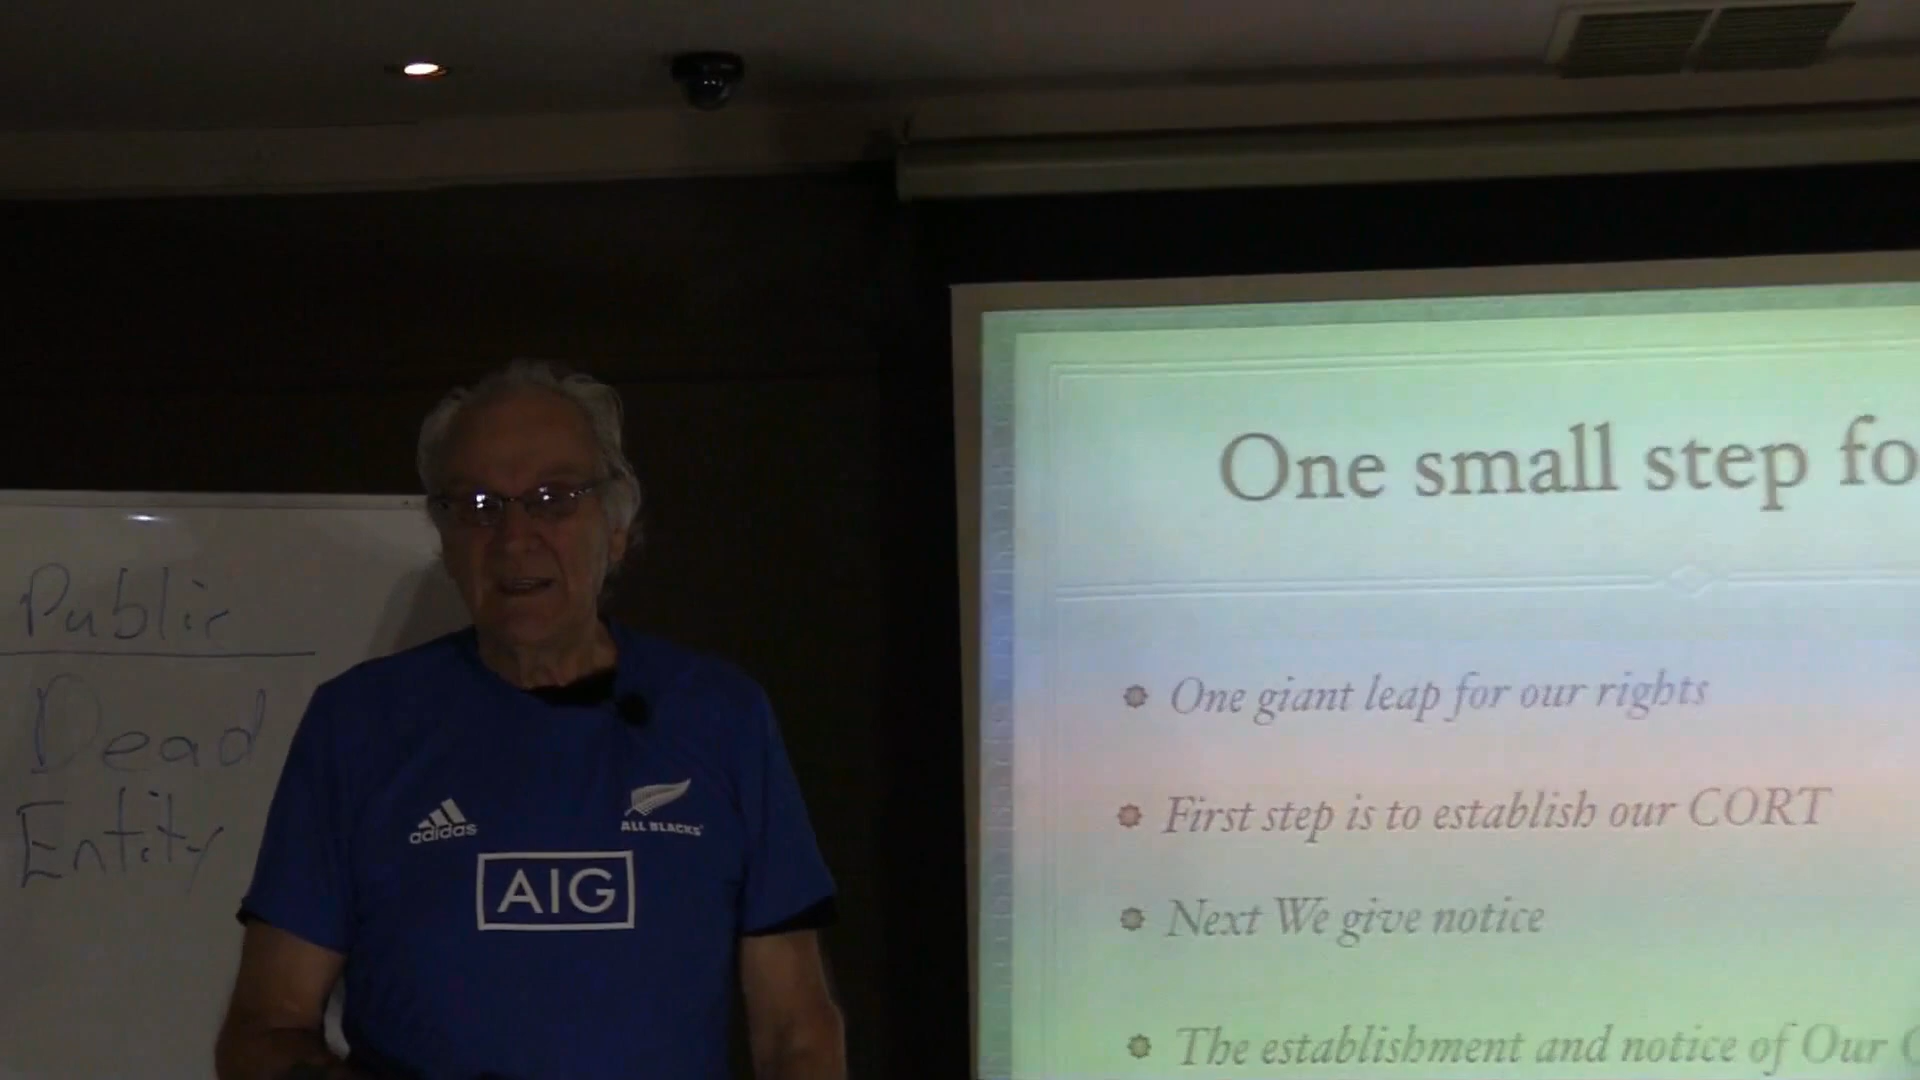 Public
Dead
Entity
adidas
ALL BLACKS
AIG
One small step fo
One giant leap for our rights
First step is to establish our CORT
Next We give notice
The establishment and notice of Our